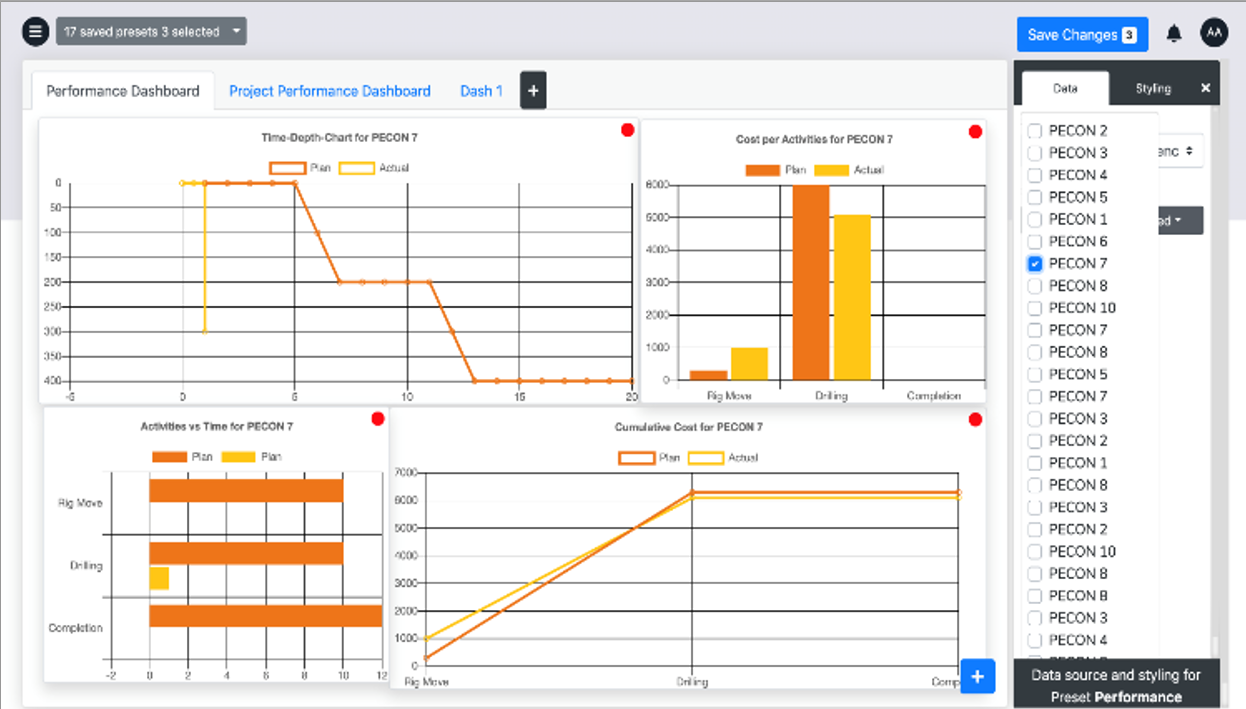 17 saved presets 3 selected
Save Changes 3
AA
Performance Dashboard
Project Performance Dashboard
Dash 1
+
Time-Depth-Chart for PECON 7
Plan
Actual
0
50
100
150
200
250
300
350
400
-5
0
5
10
15
20
Cost per Activities for PECON 7
Plan
Actual
6000
5000
4000
3000
2000
1000
0
Rig Move
Drilling
Completion
Activities vs Time for PECON 7
Plan
Plan
Rig Move
Drilling
Completion
-2
0
2
4
6
8
10
12
Cumulative Cost for PECON 7
Plan
Actual
7000
6000
5000
4000
3000
2000
1000
0
Rig Move
Drilling
Comp
+
Data
Styling
×
PECON 2
PECON 3
PECON 4
PECON 5
PECON 1
PECON 6
PECON 7
PECON 8
PECON 10
PECON 7
PECON 8
PECON 5
PECON 7
PECON 3
PECON 2
PECON 1
PECON 8
PECON 3
PECON 2
PECON 10
PECON 8
PECON 8
PECON 3
PECON 4
enc
ad
Data source and styling for
Preset Performance